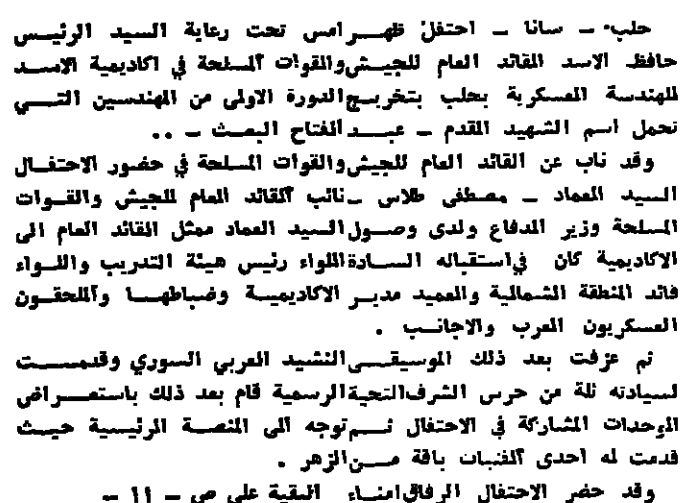 حلب - سانا - احتفل ظهر امس تحت رعاية السيد الرئيس
حافظ الاسد القائد العام للجيش والقوات المسلحة في اكاديمية الاسد
للهندسة العسكرية بحلب بتخريج الدورة الاولى من المهندسين التي
تحمل اسم الشهيد المقدم - عبد الفتاح البعث - ..
وقد ناب عن القائد العام للجيش والقوات المسلحة في حضور الاحتفال
السيد العماد - مصطفى طلاس - نائب القائد العام للجيش والقوات
المسلحة وزير الدفاع ولدى وصول السيد العماد ممثل القائد العام الى
الاكاديمية كان في استقباله السادة اللواء رئيس هيئة التدريب واللواء
قائد المنطقة الشمالية والعميد مدير الاكاديمية وضباطها والملحقون
العسكريون العرب والاجانب .
ثم عزفت بعد ذلك الموسيقى النشيد العربي السوري وقدمت
لسيادته ثلة من حرس الشرف التحية الرسمية قام بعد ذلك باستعراض
الوحدات المشاركة في الاحتفال ثم توجه الى المنصة الرئيسية حيث
قدمت له احدى الفتيات باقة من الزهر .
وقد حضر الاحتفال الرفاق امناء البقية على ص - 11 -